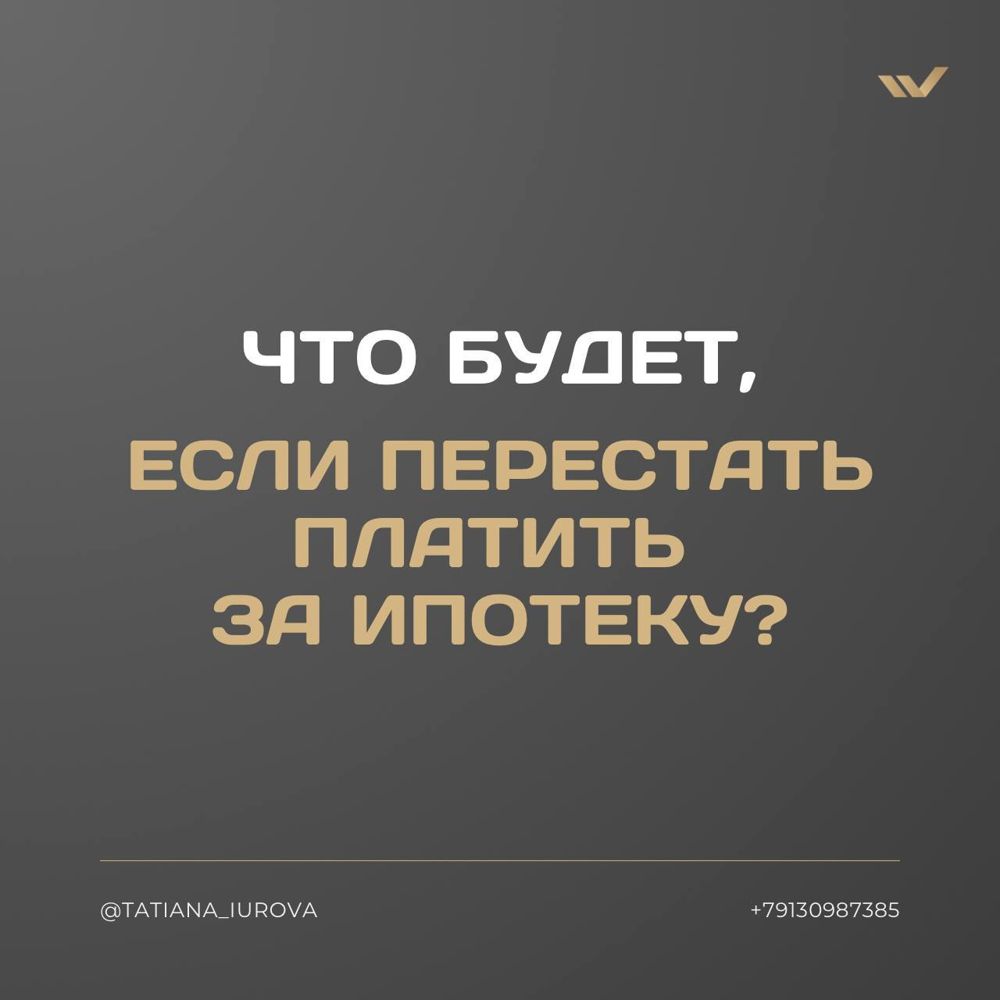 ЧТО БУДЕТ,
ЕСЛИ ПЕРЕСТАТЬ
ПЛАТИТЬ
ЗА ИПОТЕКУ?
@TATIANA_IUROVA
+79130987385